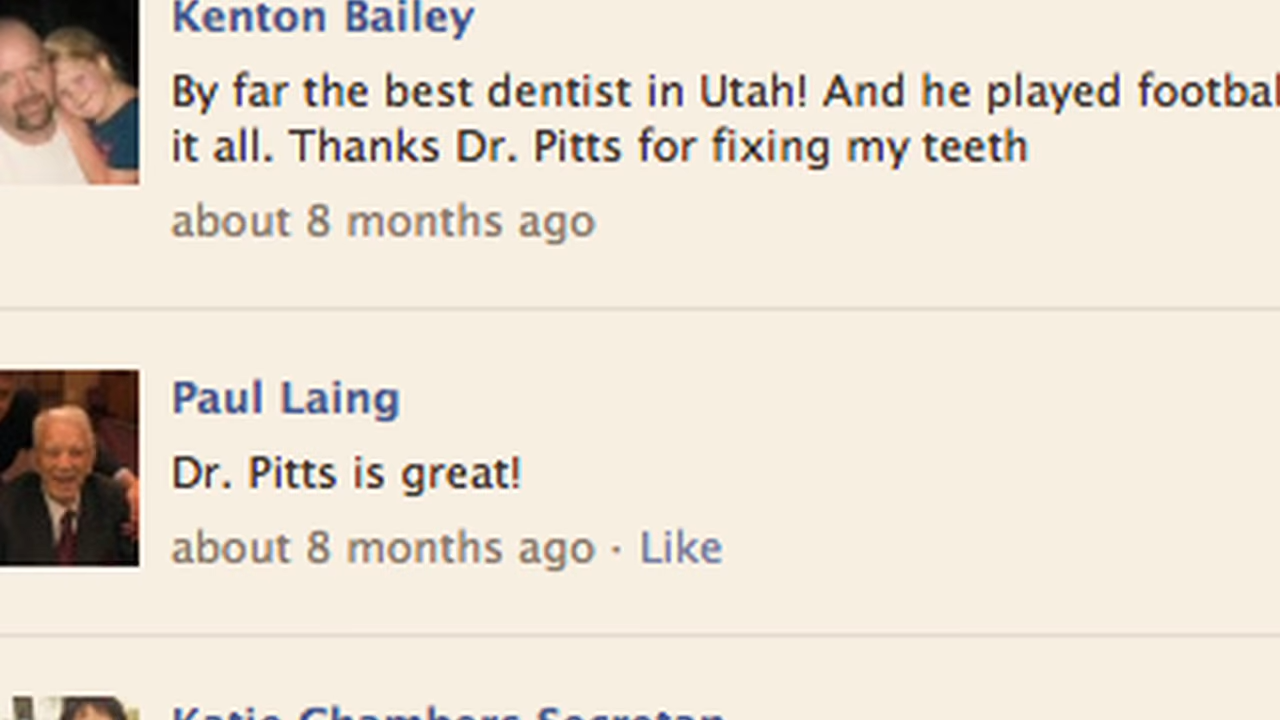 Kenton Bailey
By far the best dentist in Utah! And he played footbal
it all. Thanks Dr. Pitts for fixing my teeth
about 8 months ago
Paul Laing
Dr. Pitts is great!
about 8 months ago · Like
Katie Chambers Secretan